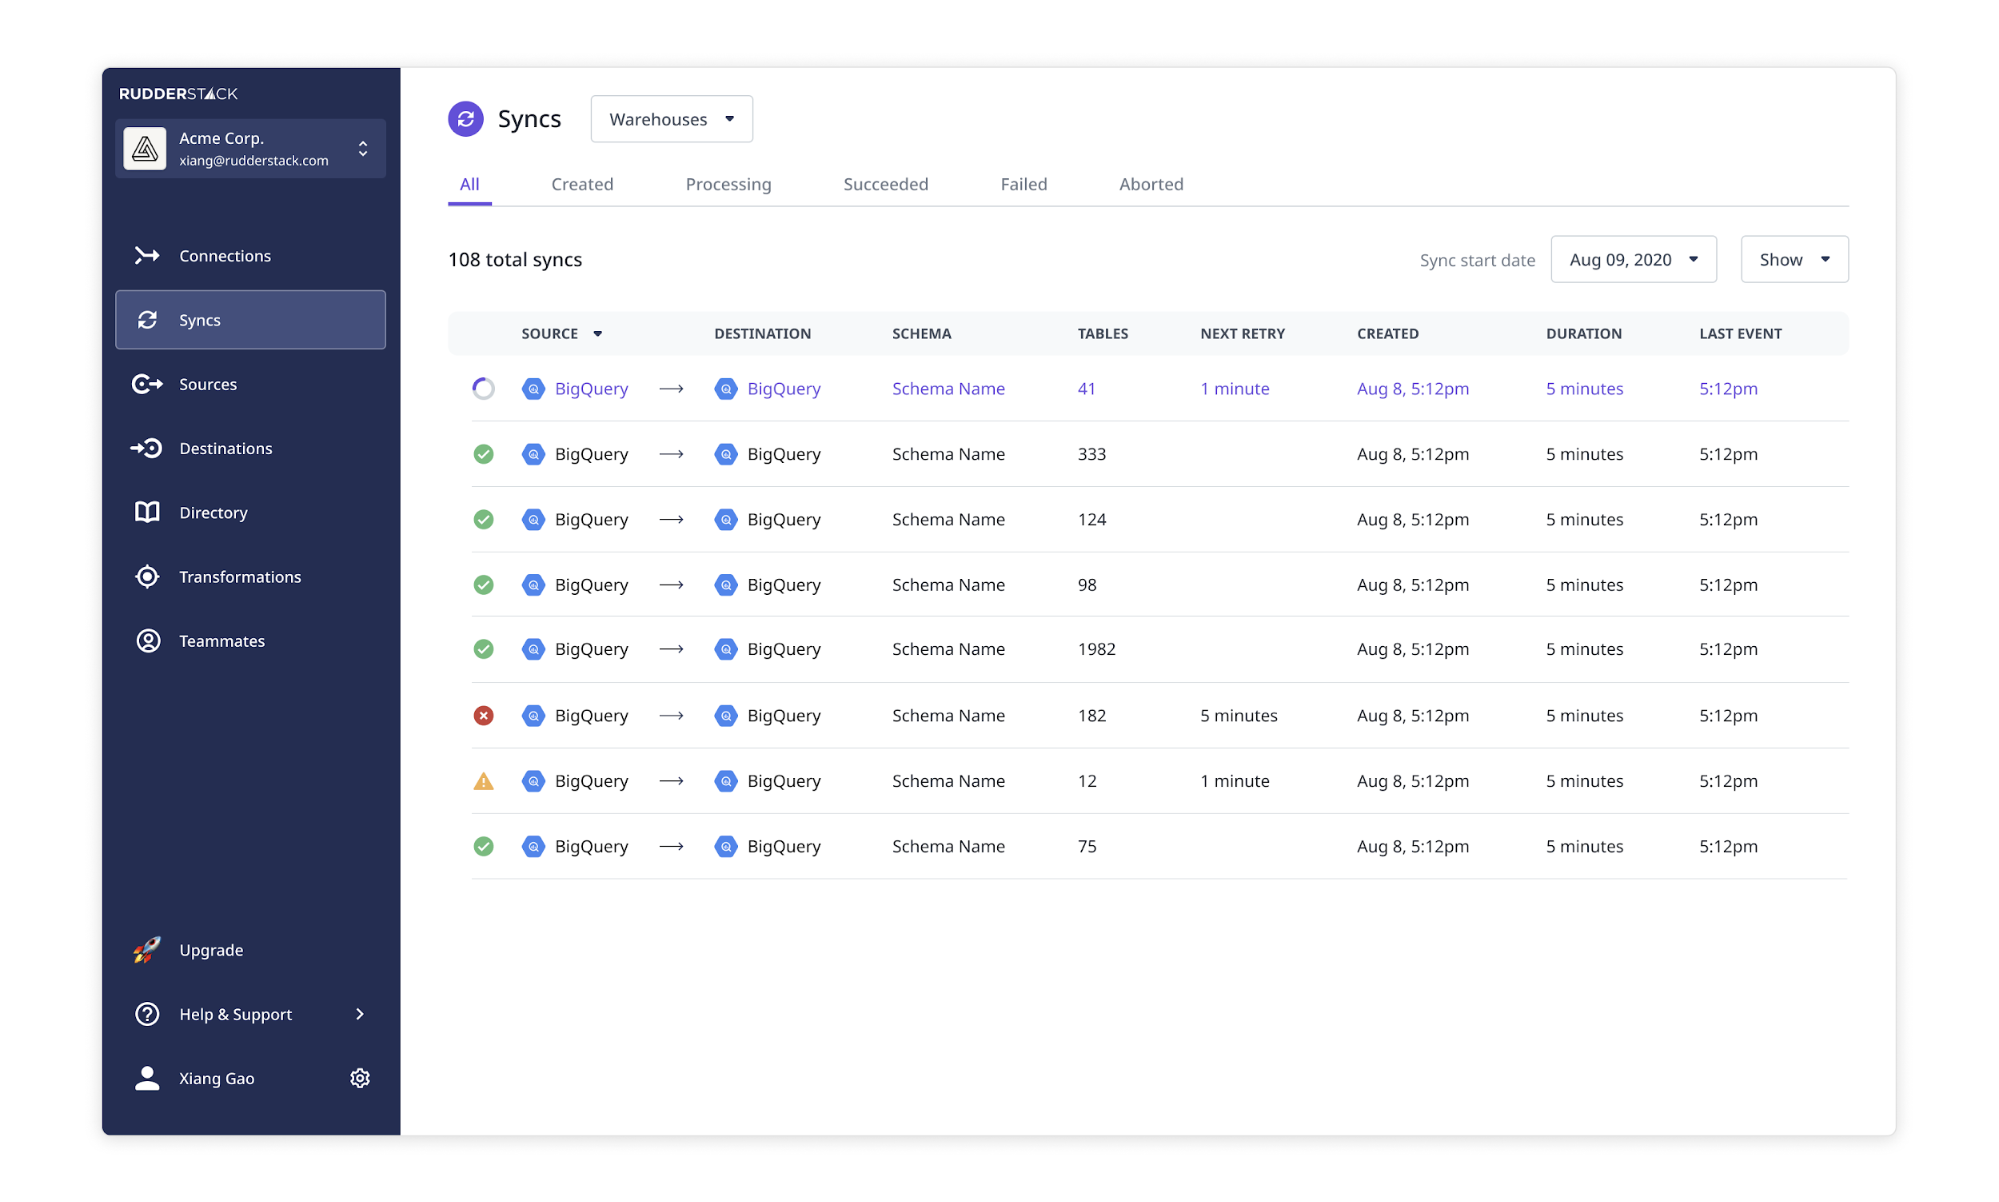 RUDDERSTACK
Acme Corp.
xiang@rudderstack.com
Connections
Syncs
Sources
Destinations
Directory
Transformations
Teammates
Upgrade
Help & Support
Xiang Gao
Syncs Warehouses
All Created Processing Succeeded Failed Aborted
108 total syncs Sync start date Aug 09, 2020 Show
SOURCE DESTINATION SCHEMA TABLES NEXT RETRY CREATED DURATION LAST EVENT
BigQuery BigQuery Schema Name 41 1 minute Aug 8, 5:12pm 5 minutes 5:12pm
BigQuery BigQuery Schema Name 333 Aug 8, 5:12pm 5 minutes 5:12pm
BigQuery BigQuery Schema Name 124 Aug 8, 5:12pm 5 minutes 5:12pm
BigQuery BigQuery Schema Name 98 Aug 8, 5:12pm 5 minutes 5:12pm
BigQuery BigQuery Schema Name 1982 Aug 8, 5:12pm 5 minutes 5:12pm
BigQuery BigQuery Schema Name 182 5 minutes Aug 8, 5:12pm 5 minutes 5:12pm
BigQuery BigQuery Schema Name 12 1 minute Aug 8, 5:12pm 5 minutes 5:12pm
BigQuery BigQuery Schema Name 75 Aug 8, 5:12pm 5 minutes 5:12pm